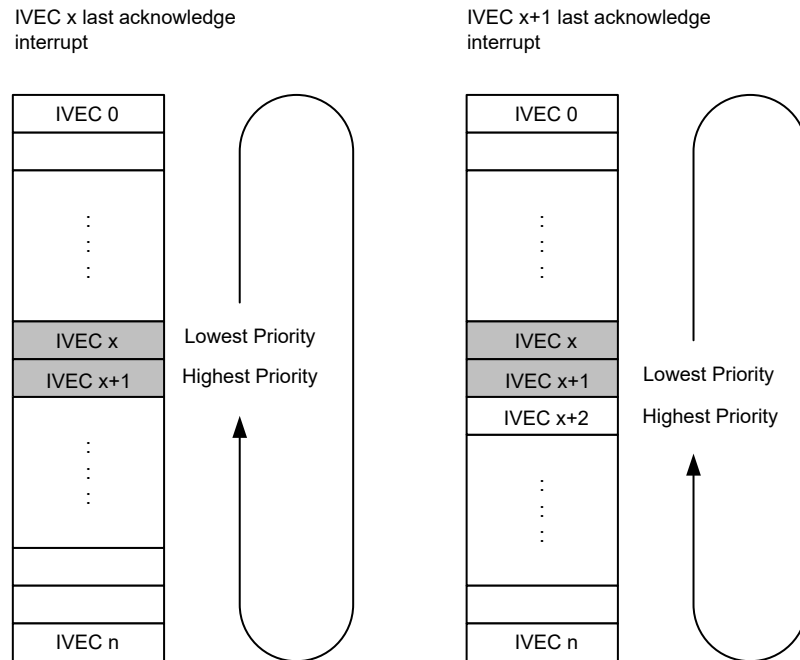 IVEC x last acknowledge
interrupt
IVEC 0
:
:
:
IVEC x
Lowest Priority
IVEC x+1
Highest Priority
:
:
:
IVEC n
IVEC x+1 last acknowledge
interrupt
IVEC 0
:
:
:
IVEC x
IVEC x+1
Lowest Priority
IVEC x+2
Highest Priority
:
:
:
IVEC n